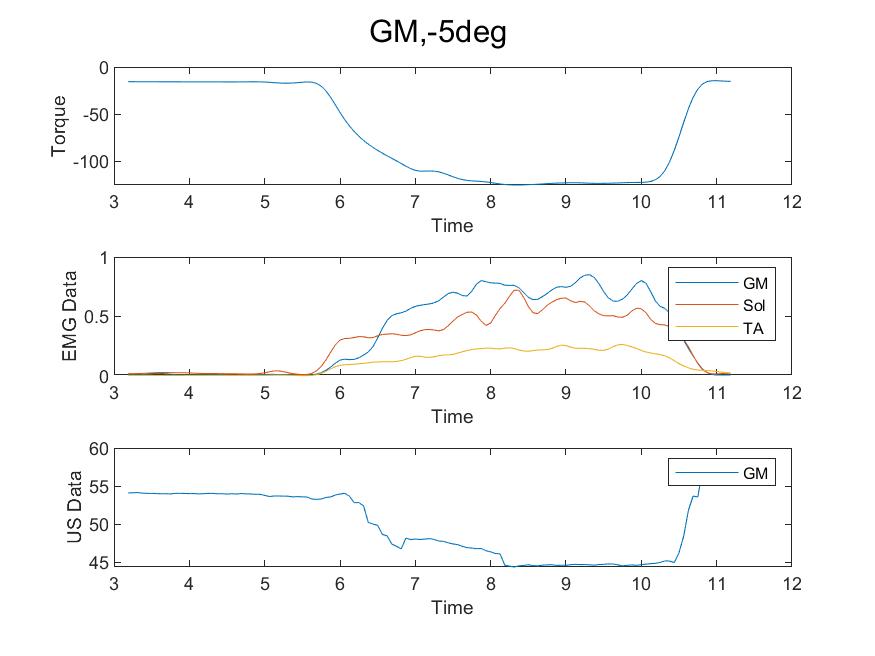 GM,-5deg
0
-50
-100
Torque
3 4 5 6 7 8 9 10 11 12
Time
1
0.5
0
EMG Data
GM
Sol
TA
3 4 5 6 7 8 9 10 11 12
Time
60
55
50
45
US Data
GM
3 4 5 6 7 8 9 10 11 12
Time